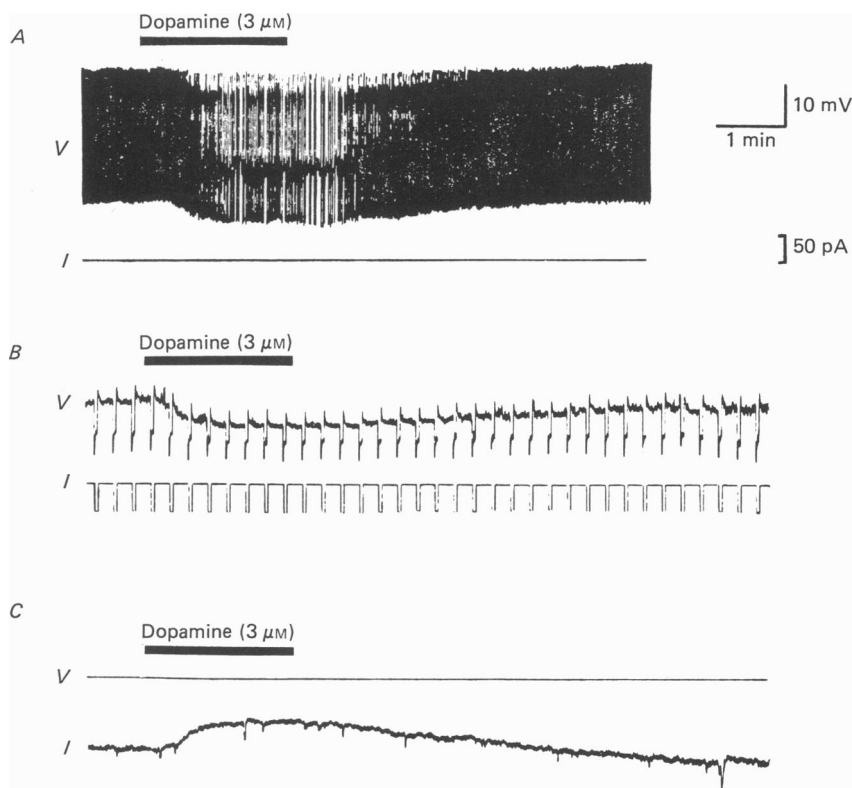 A
Dopamine (3 μM)
V
10 mV
1 min
I
50 pA
B
Dopamine (3 μM)
V
I
C
Dopamine (3 μM)
V
I